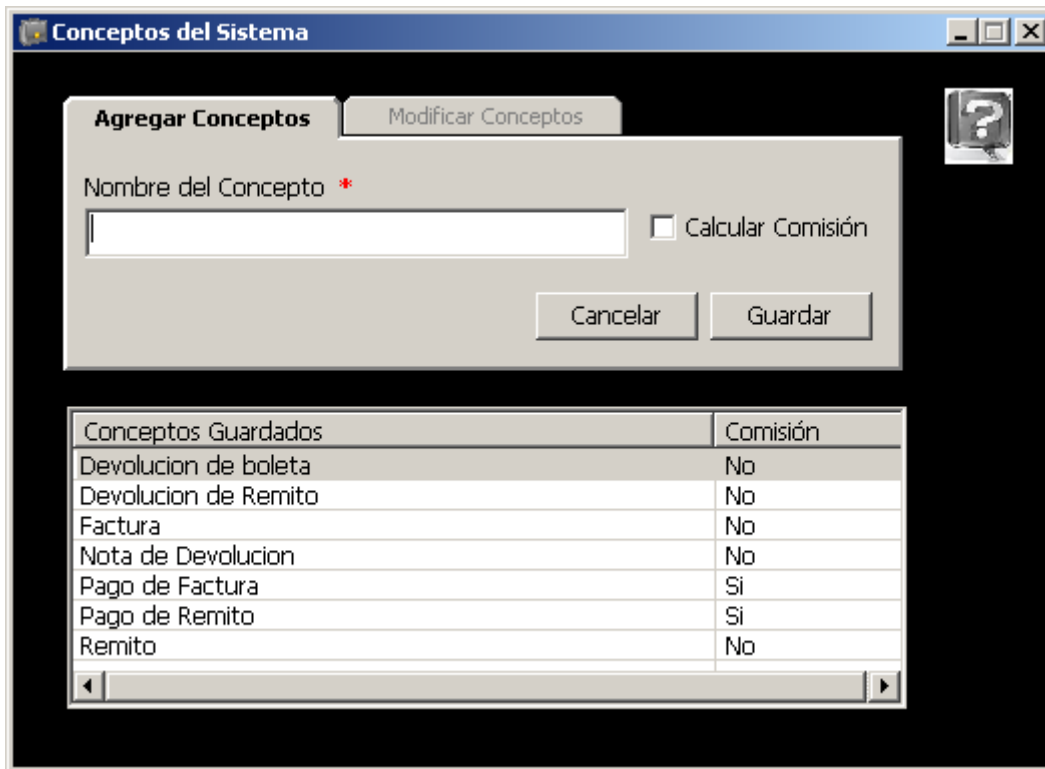 Conceptos del Sistema
Agregar Conceptos Modificar Conceptos
Nombre del Concepto *
Calcular Comisión
Cancelar Guardar
Conceptos Guardados Comisión
Devolucion de boleta No
Devolucion de Remito No
Factura No
Nota de Devolucion No
Pago de Factura Si
Pago de Remito Si
Remito No